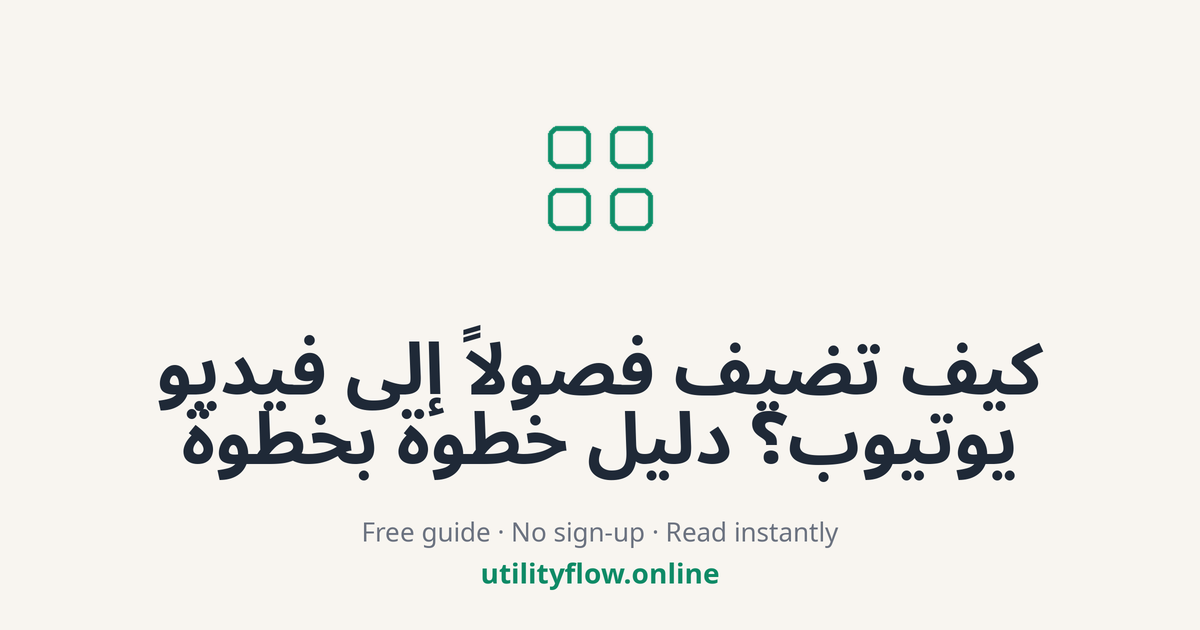 كيف تضيف فصولاً إلى فيديو
يوتيوب؟ دليل خطوة بخطوة
Free guide · No sign-up · Read instantly
utilityflow.online